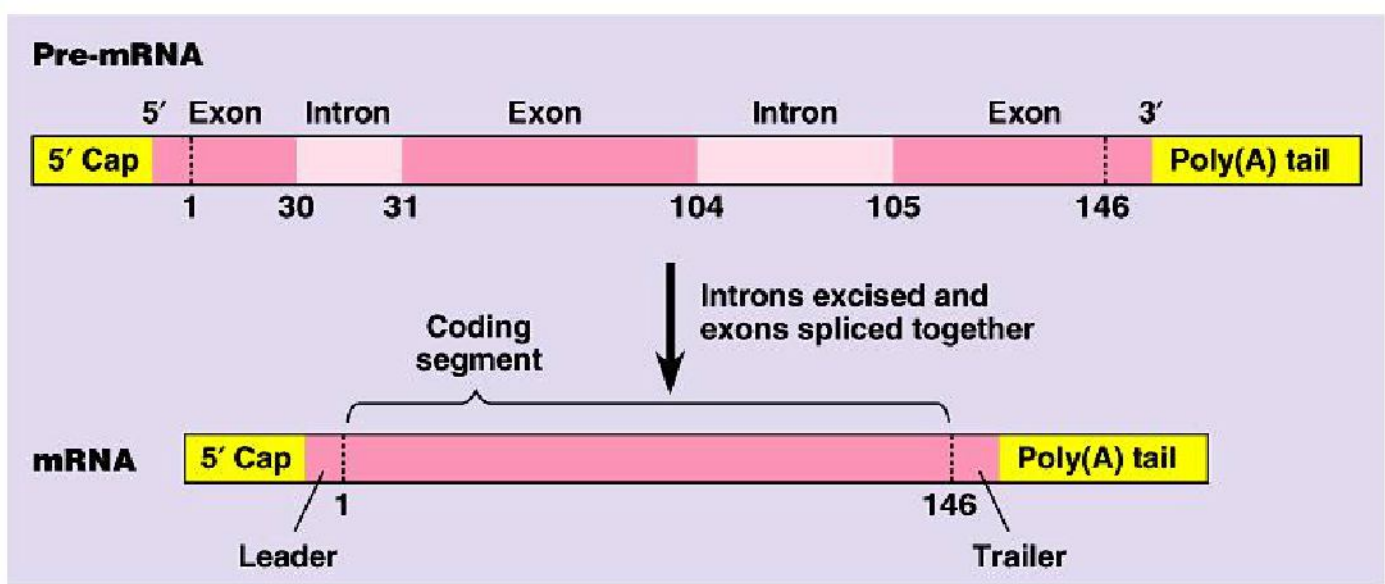 Pre-mRNA
5′ Exon Intron Exon Intron Exon 3′
5′ Cap Poly(A) tail
1 30 31 104 105 146
Introns excised and
exons spliced together
Coding
segment
mRNA 5′ Cap Poly(A) tail
1 146
Leader Trailer